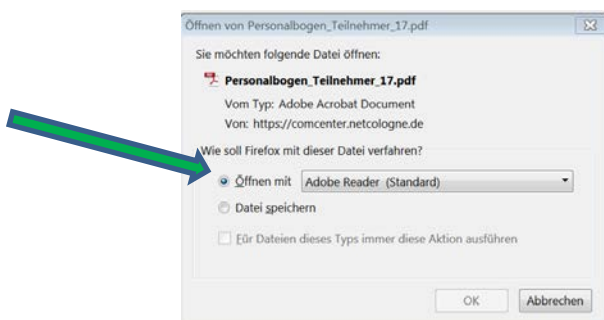 Öffnen von Personalbogen_Teilnehmer_17.pdf
Sie möchten folgende Datei öffnen:
Personalbogen_Teilnehmer_17.pdf
Vom Typ: Adobe Acrobat Document
Von: https://comcenter.netcologne.de
Wie soll Firefox mit dieser Datei verfahren?
Öffnen mit Adobe Reader (Standard)
Datei speichern
Für Dateien dieses Typs immer diese Aktion ausführen
OK Abbrechen